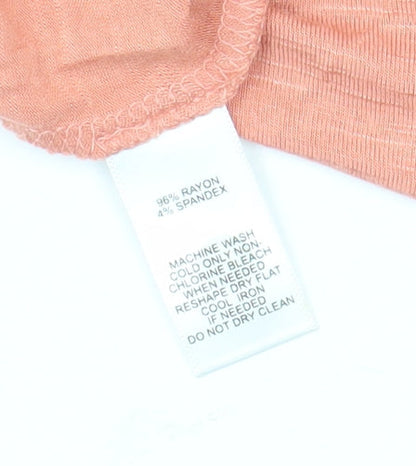 96% RAYON
4% SPANDEX
MACHINE WASH
COLD ONLY NON-
CHLORINE BLEACH
WHEN NEEDED
RESHAPE DRY FLAT
COOL IRON
IF NEEDED
DO NOT DRY CLEAN